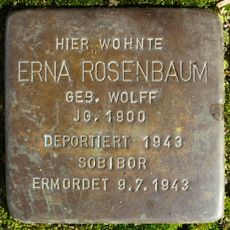 HIER WOHNTE
ERNA ROSENBAUM
GEB. WOLFF
JG. 1900
DEPORTIERT 1943
SOBIBOR
ERMORDET 9.7.1943